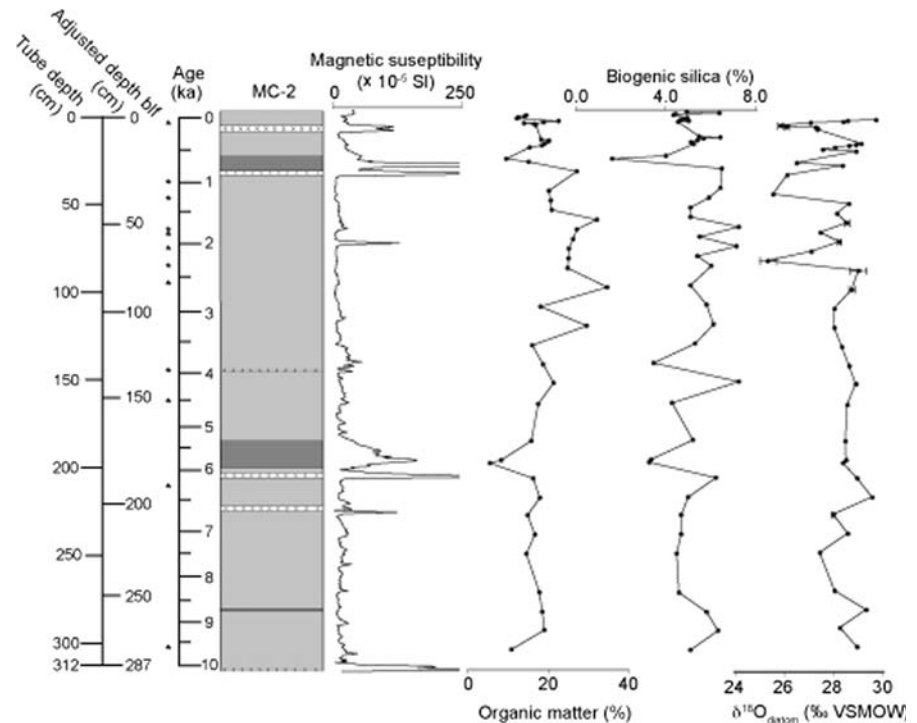 Tube depth
(cm)
Adjusted depth blf
(cm)
Age
(ka)
MC-2
Magnetic suseptibility
(x 10⁻⁵ SI)
0 250
Biogenic silica (%)
0.0 4.0 8.0
0
50
100
150
200
250
300
312
0
50
100
150
200
250
287
0
1
2
3
4
5
6
7
8
9
10
0 20 40
Organic matter (%)
24 26 28 30
δ¹⁸O diatom (‰ VSMOW)